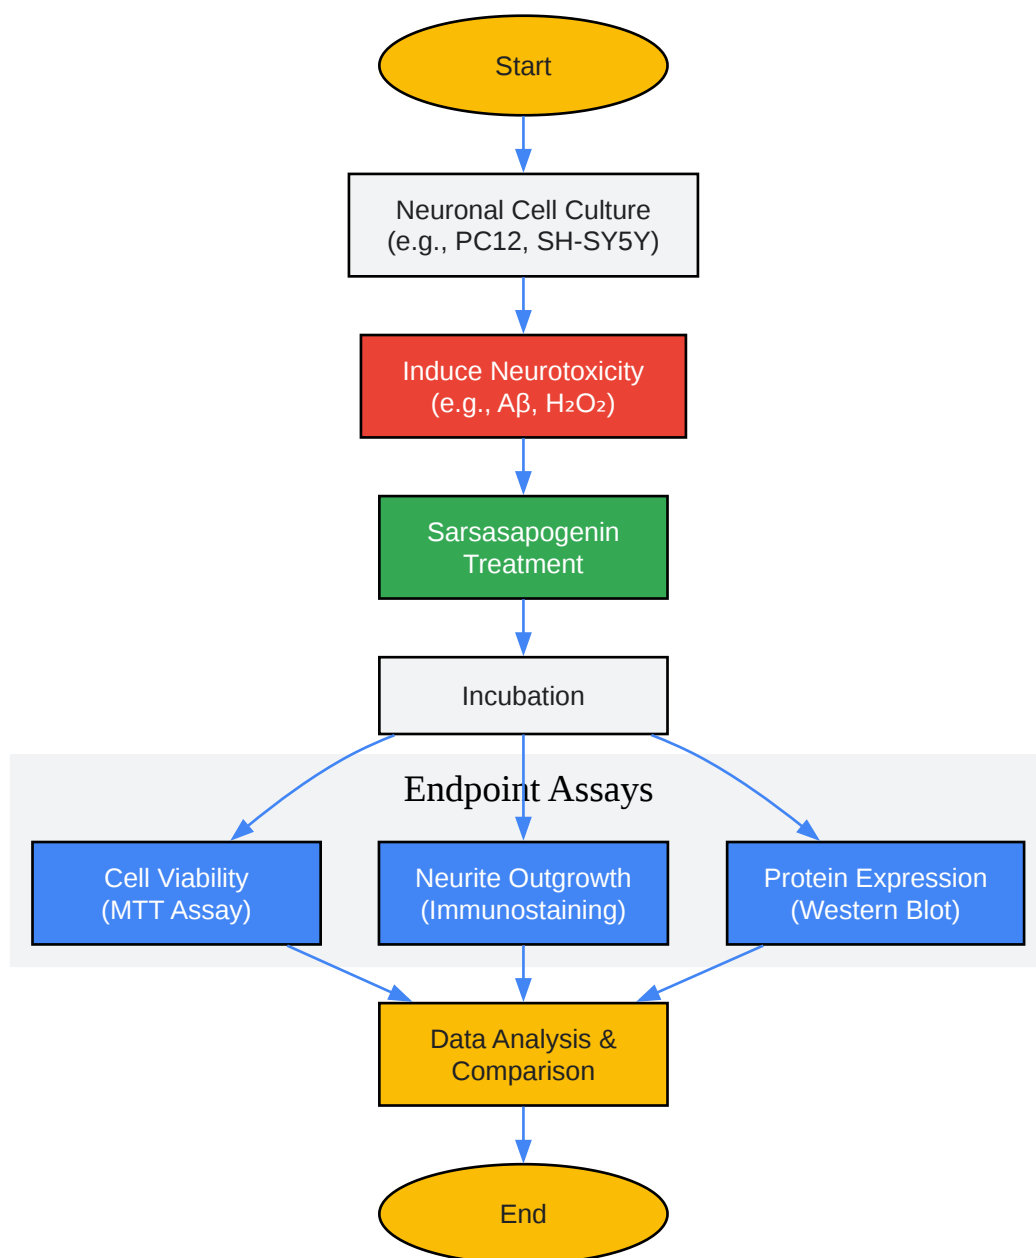 Start
Neuronal Cell Culture
(e.g., PC12, SH-SY5Y)
Induce Neurotoxicity
(e.g., Aβ, H₂O₂)
Sarsasapogenin
Treatment
Incubation
Endpoint Assays
Cell Viability
(MTT Assay)
Neurite Outgrowth
(Immunostaining)
Protein Expression
(Western Blot)
Data Analysis &
Comparison
End